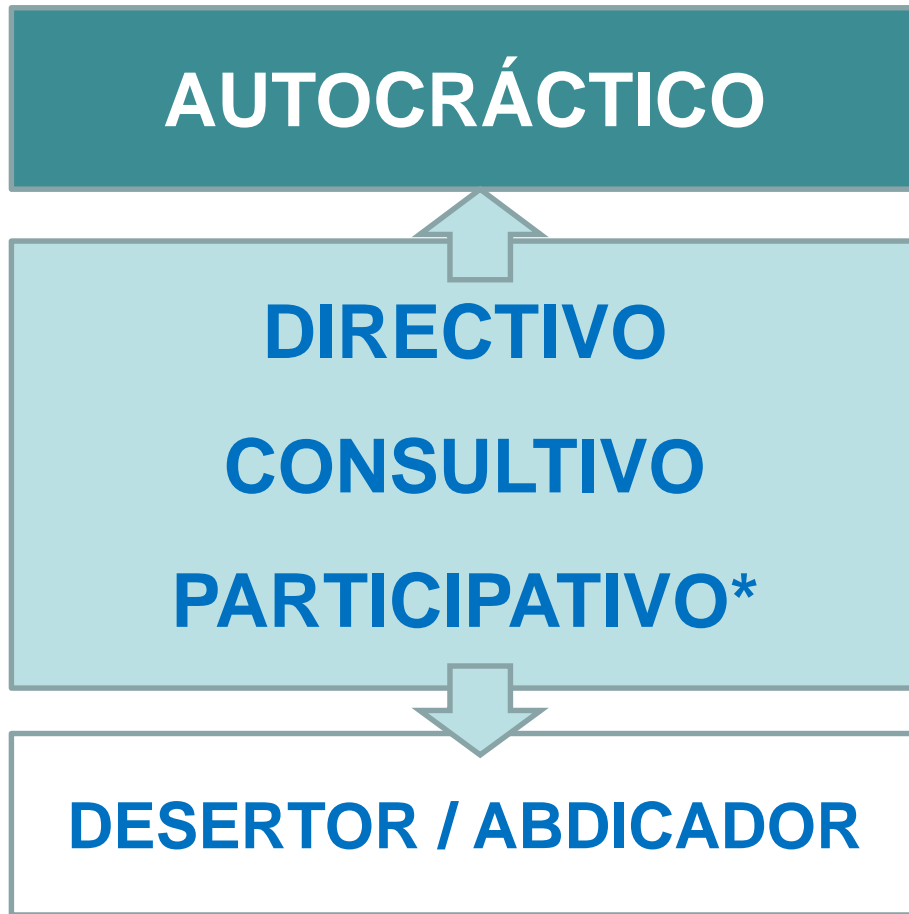 AUTOCRÁCTICO
DIRECTIVO
CONSULTIVO
PARTICIPATIVO*
DESERTOR / ABDICADOR